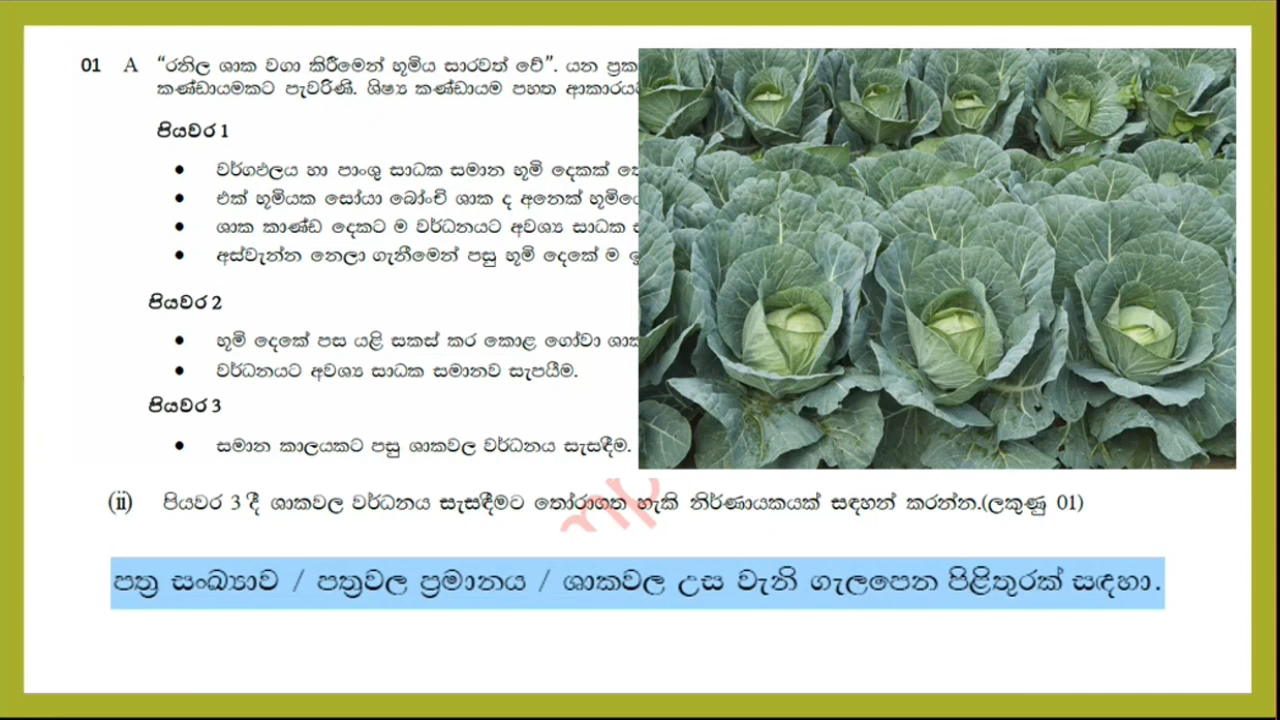 01 A “රනිල ශාක වගා කිරීමෙන් භූමිය සාරවත් වේ”. යන ප්‍රක
කණ්ඩායමකට පැවරිණි. ශිෂ්‍ය කණ්ඩායම පහත ආකාරය
පියවර 1
● වර්ගඵලය හා පාංශු සාධක සමාන භූමි දෙකක්
● එක් භූමියක සෝයා බෝංචි ශාක ද අනෙක් භූමියෙ
● ශාක කාණ්ඩ දෙකට ම වර්ධනයට අවශ්‍ය සාධක
● අස්වැන්න නෙලා ගැනීමෙන් පසු භූමි දෙකේ ම
පියවර 2
● භූමි දෙකේ පස යළි සකස් කර කොළ ගෝවා ශාක
● වර්ධනයට අවශ්‍ය සාධක සමානව සැපයීම.
පියවර 3
● සමාන කාලයකට පසු ශාකවල වර්ධනය සැසඳීම.
(ii) පියවර 3 දී ශාකවල වර්ධනය සැසඳීමට තෝරාගත හැකි නිර්ණායකයක් සඳහන් කරන්න.(ලකුණු 01)
පත්‍ර සංඛ්‍යාව / පත්‍රවල ප්‍රමානය / ශාකවල උස වැනි ගැලපෙන පිළිතුරක් සඳහා.